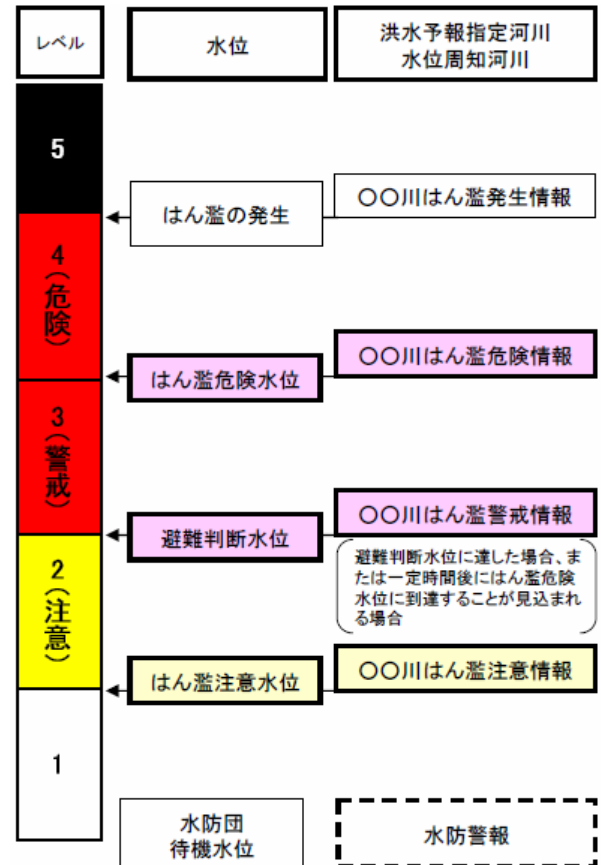 レベル
水位
洪水予報指定河川
水位周知河川
5
はん濫の発生
〇〇川はん濫発生情報
4(危険)
はん濫危険水位
〇〇川はん濫危険情報
3(警戒)
避難判断水位
〇〇川はん濫警戒情報
避難判断水位に達した場合、ま
たは一定時間後にはん濫危険
水位に到達することが見込まれ
る場合
2(注意)
はん濫注意水位
〇〇川はん濫注意情報
1
水防団
待機水位
水防警報